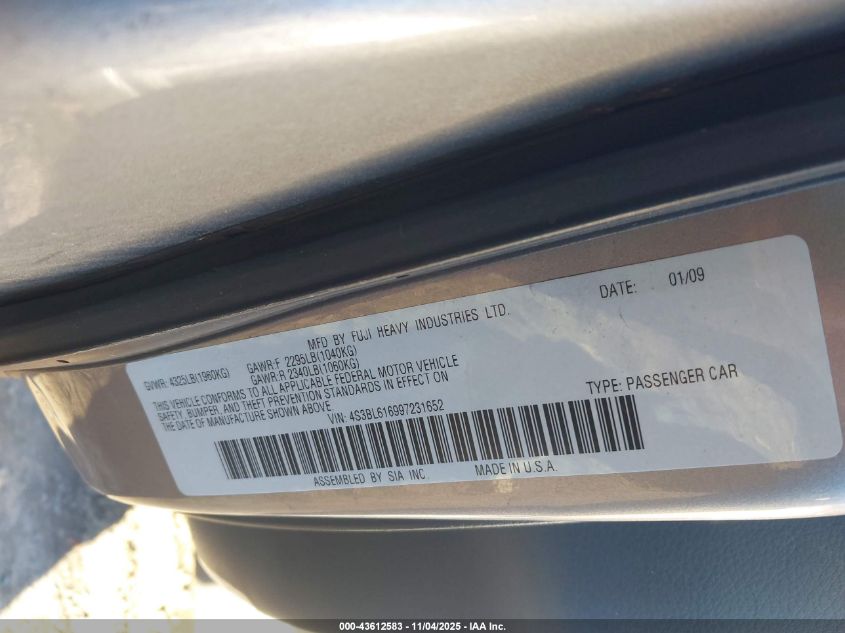 MFD BY FUJI HEAVY INDUSTRIES LTD. DATE: 01/09
GVWR: 4325LB(1960KG) GAWR:F 2295LB(1040KG)
GAWR:R 2340LB(1060KG)
THIS VEHICLE CONFORMS TO ALL APPLICABLE FEDERAL MOTOR VEHICLE
SAFETY, BUMPER, AND THEFT PREVENTION STANDARDS IN EFFECT ON
THE DATE OF MANUFACTURE SHOWN ABOVE.
VIN: 4S3BL616997231652 TYPE: PASSENGER CAR
ASSEMBLED BY SIA INC. MADE IN U.S.A.
000-43612583 - 11/04/2025 - IAA Inc.